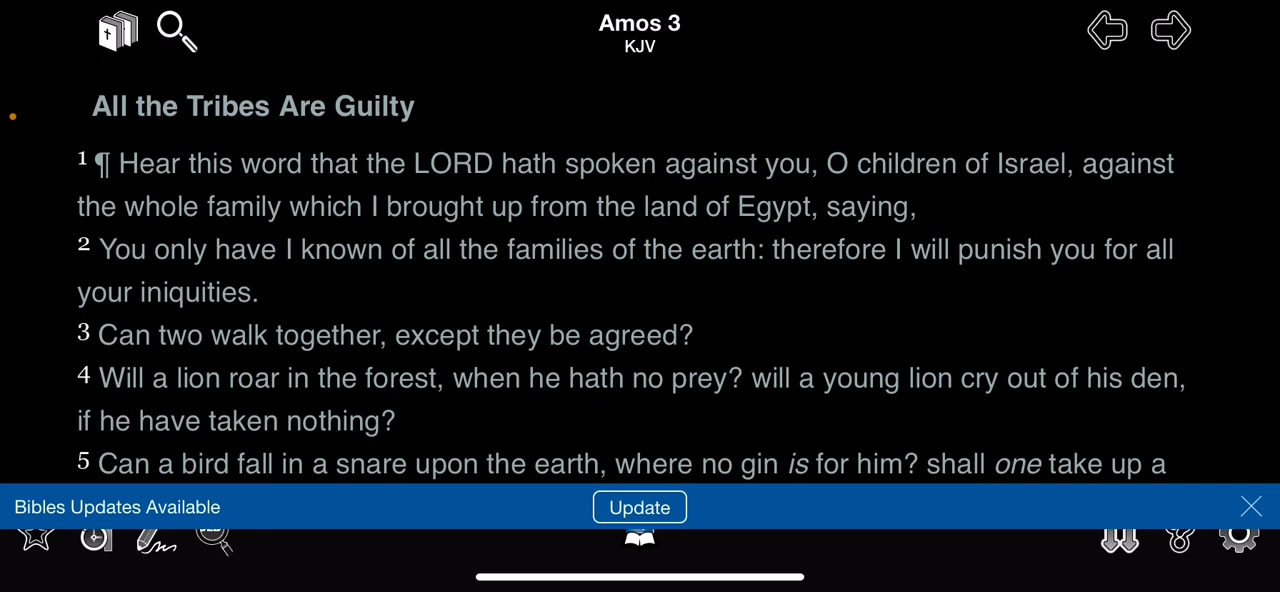 Amos 3
KJV
All the Tribes Are Guilty
1 ¶ Hear this word that the LORD hath spoken against you, O children of Israel, against
the whole family which I brought up from the land of Egypt, saying,
2 You only have I known of all the families of the earth: therefore I will punish you for all
your iniquities.
3 Can two walk together, except they be agreed?
4 Will a lion roar in the forest, when he hath no prey? will a young lion cry out of his den,
if he have taken nothing?
5 Can a bird fall in a snare upon the earth, where no gin is for him? shall one take up a
Bibles Updates Available
Update